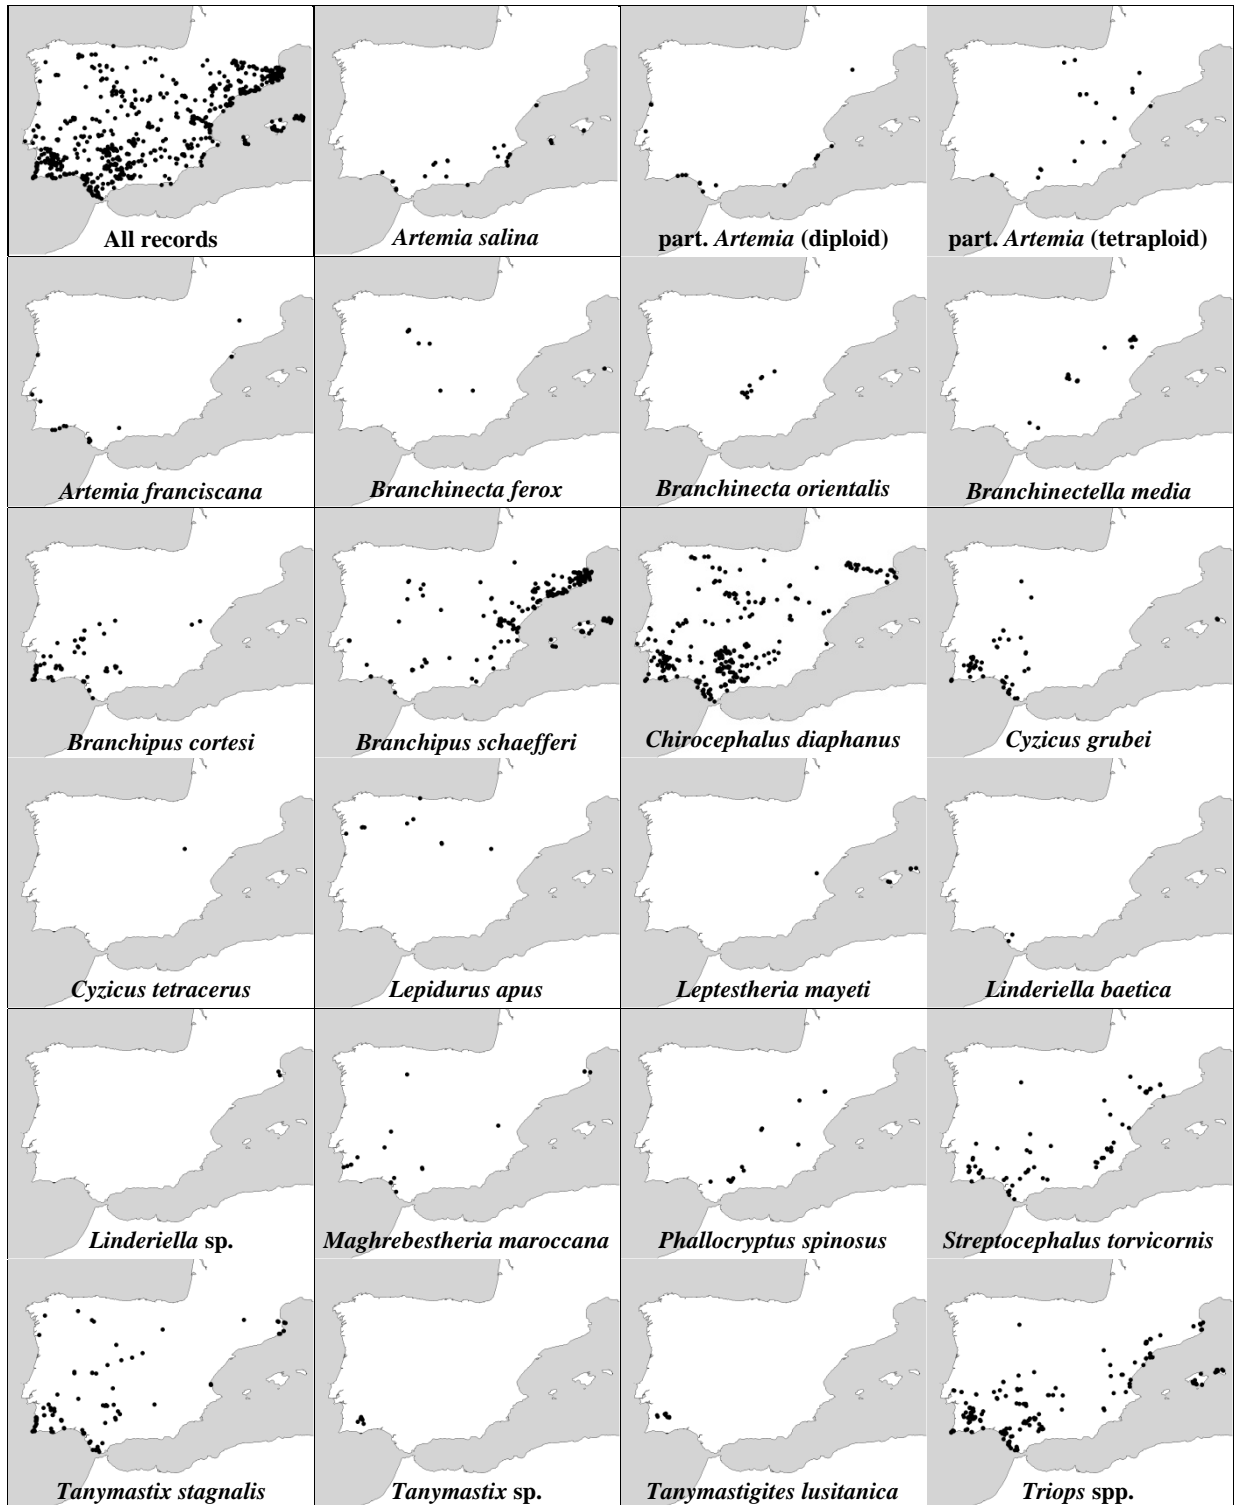 All records
Artemia salina
part. Artemia (diploid)
part. Artemia (tetraploid)
Artemia franciscana
Branchinecta ferox
Branchinecta orientalis
Branchinectella media
Branchipus cortesi
Branchipus schaefferi
Chirocephalus diaphanus
Cyzicus grubei
Cyzicus tetracerus
Lepidurus apus
Leptestheria mayeti
Linderiella baetica
Linderiella sp.
Maghrebestheria maroccana
Phallocryptus spinosus
Streptocephalus torvicornis
Tanymastix stagnalis
Tanymastix sp.
Tanymastigites lusitanica
Triops spp.